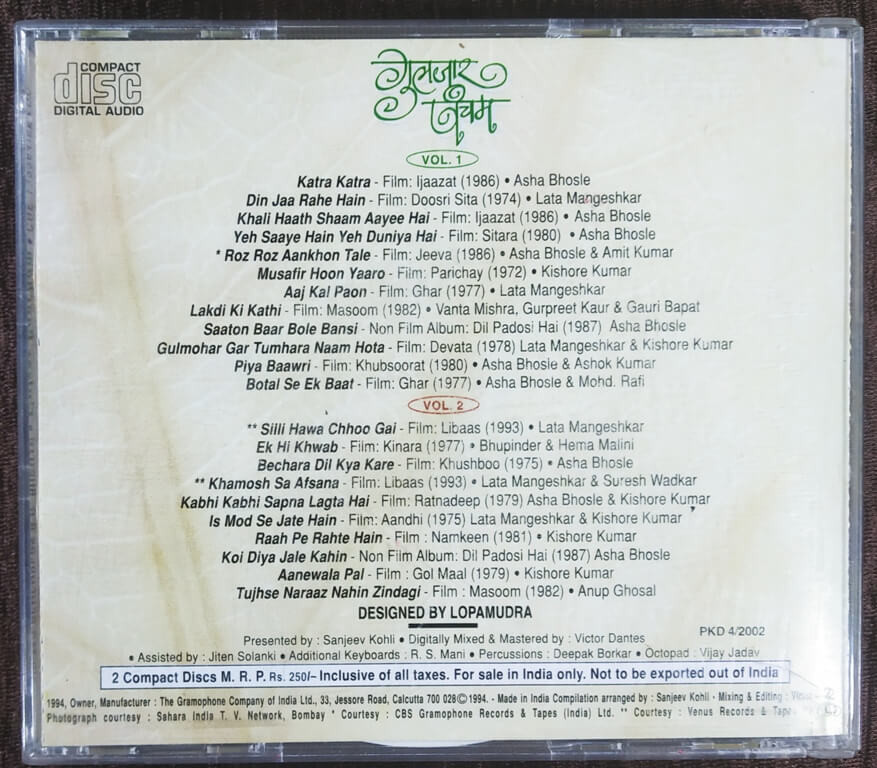 COMPACT
disc
DIGITAL AUDIO
गुलज़ार
पंचम
VOL. 1
Katra Katra - Film: Ijaazat (1986) • Asha Bhosle
Din Jaa Rahe Hain - Film: Doosri Sita (1974) • Lata Mangeshkar
Khali Haath Shaam Aayee Hai - Film: Ijaazat (1986) • Asha Bhosle
Yeh Saaye Hain Yeh Duniya Hai - Film: Sitara (1980) • Asha Bhosle
* Roz Roz Aankhon Tale - Film: Jeeva (1986) • Asha Bhosle & Amit Kumar
Musafir Hoon Yaaro - Film: Parichay (1972) • Kishore Kumar
Aaj Kal Paon - Film: Ghar (1977) • Lata Mangeshkar
Lakdi Ki Kathi - Film: Masoom (1982) • Vanta Mishra, Gurpreet Kaur & Gauri Bapat
Saaton Baar Bole Bansi - Non Film Album: Dil Padosi Hai (1987) Asha Bhosle
Gulmohar Gar Tumhara Naam Hota - Film: Devata (1978) Lata Mangeshkar & Kishore Kumar
Piya Baawri - Film: Khubsoorat (1980) • Asha Bhosle & Ashok Kumar
Botal Se Ek Baat - Film: Ghar (1977) • Asha Bhosle & Mohd. Rafi
VOL. 2
** Siili Hawa Chhoo Gai - Film: Libaas (1993) • Lata Mangeshkar
Ek Hi Khwab - Film: Kinara (1977) • Bhupinder & Hema Malini
Bechara Dil Kya Kare - Film: Khushboo (1975) • Asha Bhosle
** Khamosh Sa Afsana - Film: Libaas (1993) • Lata Mangeshkar & Suresh Wadkar
Kabhi Kabhi Sapna Lagta Hai - Film: Ratnadeep (1979) Asha Bhosle & Kishore Kumar
Is Mod Se Jate Hain - Film: Aandhi (1975) Lata Mangeshkar & Kishore Kumar
Raah Pe Rahte Hain - Film : Namkeen (1981) • Kishore Kumar
Koi Diya Jale Kahin - Non Fiim Album: Dil Padosi Hai (1987) Asha Bhosle
Aanewala Pal - Film : Gol Maal (1979) • Kishore Kumar
Tujhse Naraaz Nahin Zindagi - Film : Masoom (1982) • Anup Ghosal
DESIGNED BY LOPAMUDRA
PKD 4/2002
Presented by : Sanjeev Kohli • Digitally Mixed & Mastered by : Victor Dantes
• Assisted by : Jiten Solanki • Additional Keyboards : R. S. Mani • Percussions : Deepak Borkar • Octopad : Vijay Jadav
2 Compact Discs M. R. P. Rs. 250/- Inclusive of all taxes. For sale in India only. Not to be exported out of India
1994, Owner, Manufacturer : The Gramophone Company of India Ltd., 33, Jessore Road, Calcutta 700 028 © 1994. - Made in India Compilation arranged by : Sanjeev Kohli - Mixing & Editing :
Photograph courtesy : Sahara India T. V. Network, Bombay * Courtesy : CBS Gramophone Records & Tapes (India) Ltd. ** Courtesy : Venus Records &